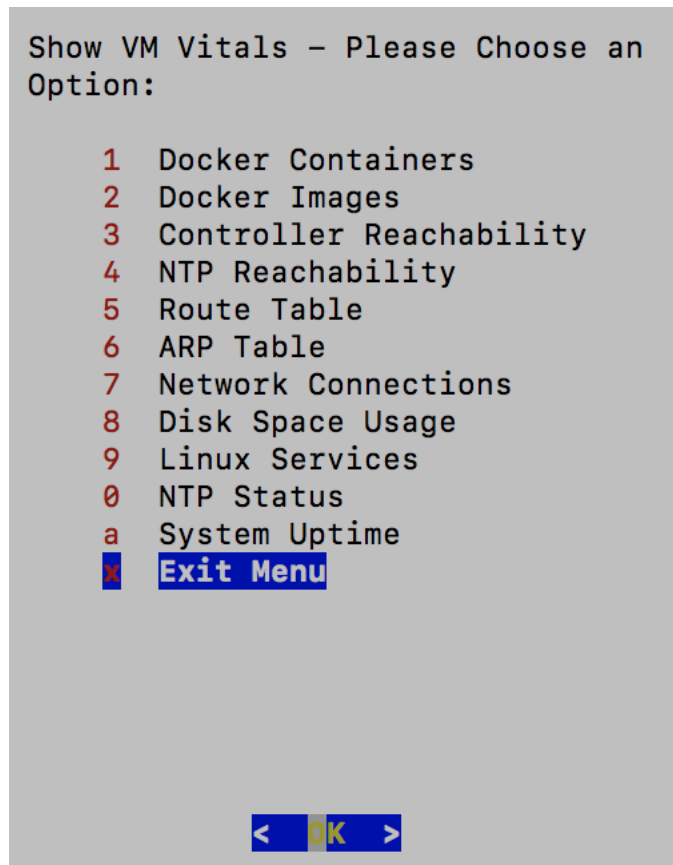 Show VM Vitals – Please Choose an
Option:
1 Docker Containers
2 Docker Images
3 Controller Reachability
4 NTP Reachability
5 Route Table
6 ARP Table
7 Network Connections
8 Disk Space Usage
9 Linux Services
0 NTP Status
a System Uptime
x Exit Menu
< OK >